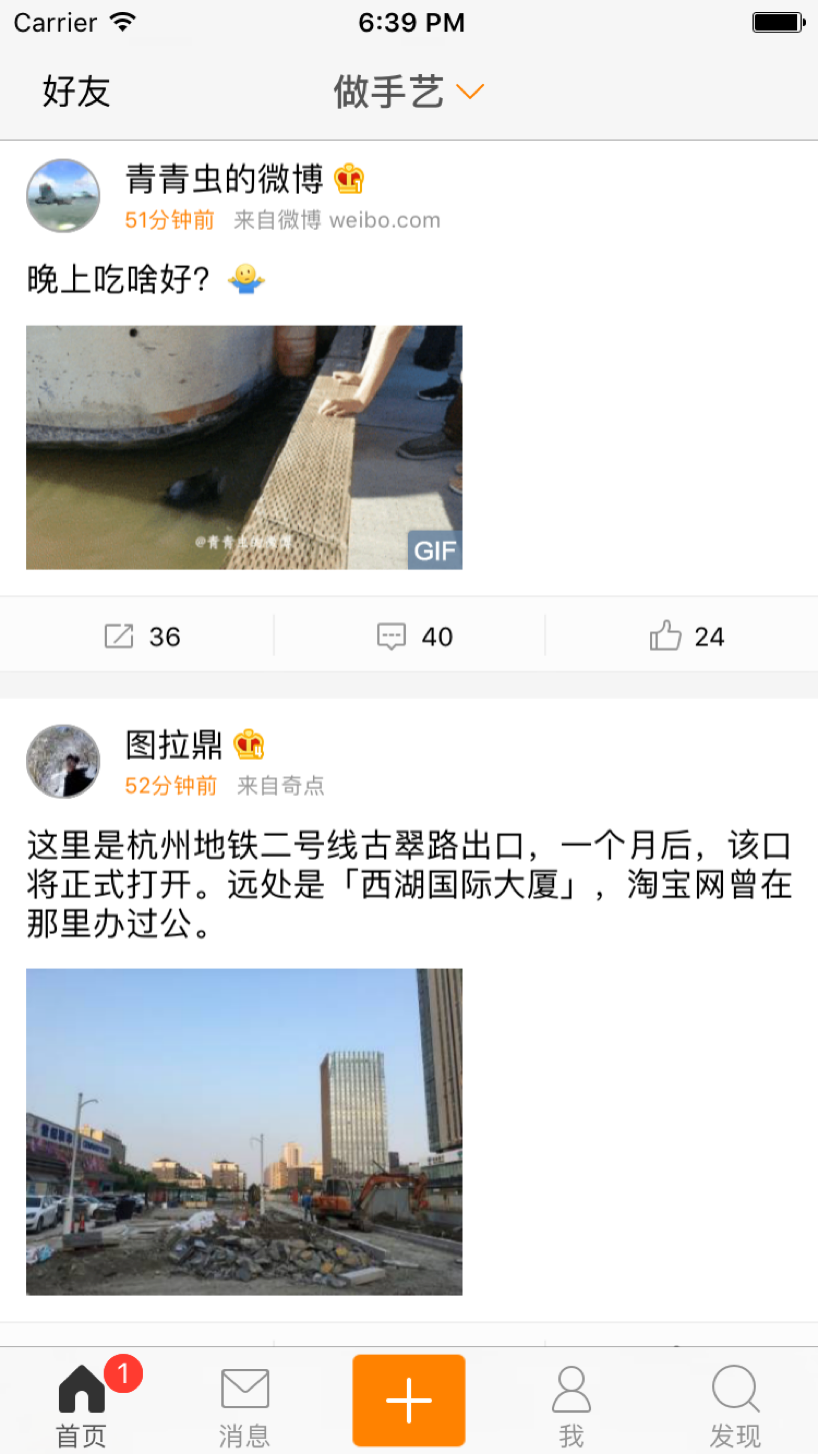 Carrier 6:39 PM
好友 做手艺
青青虫的微博
51分钟前 来自微博 weibo.com
晚上吃啥好？
@青青虫的微博
GIF
36 40 24
图拉鼎
52分钟前 来自奇点
这里是杭州地铁二号线古翠路出口，一个月后，该口
将正式打开。远处是「西湖国际大厦」，淘宝网曾在
那里办过公。
1
首页 消息 我 发现